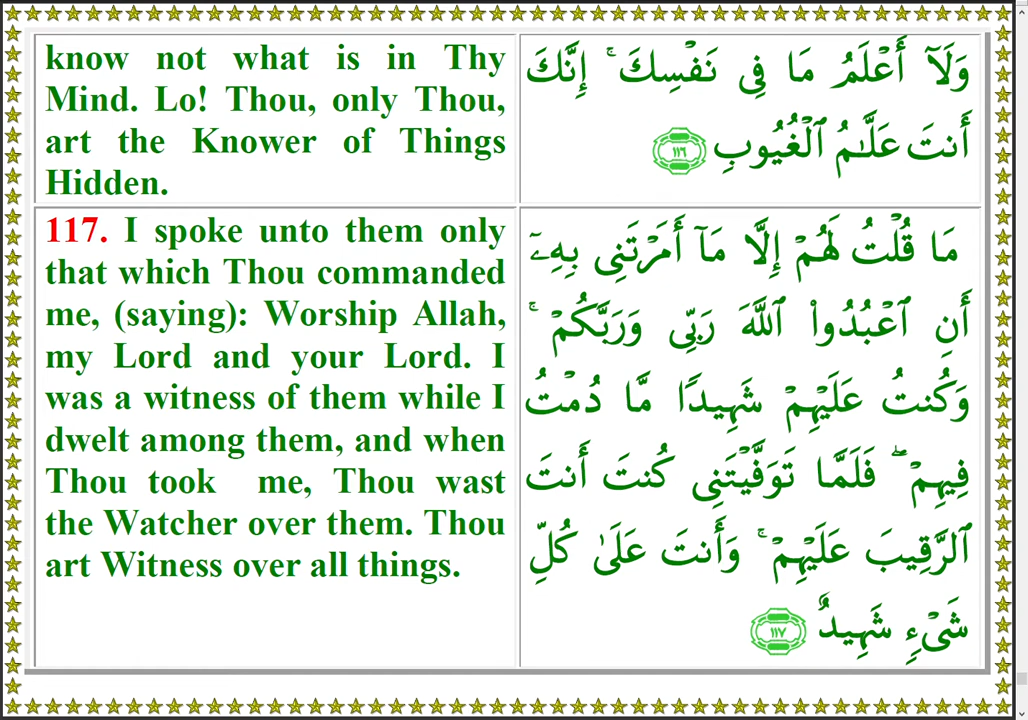 know not what is in Thy
Mind. Lo! Thou, only Thou,
art the Knower of Things
Hidden.
وَلَآ أَعْلَمُ مَا فِى نَفْسِكَ ۚ إِنَّكَ
أَنتَ عَلَّـٰمُ ٱلْغُيُوبِ ١١٦
117. I spoke unto them only
that which Thou commanded
me, (saying): Worship Allah,
my Lord and your Lord. I
was a witness of them while I
dwelt among them, and when
Thou took me, Thou wast
the Watcher over them. Thou
art Witness over all things.
مَا قُلْتُ لَهُمْ إِلَّا مَآ أَمَرْتَنِى بِهِۦٓ
أَنِ ٱعْبُدُوا۟ ٱللَّهَ رَبِّى وَرَبَّكُمْ ۚ
وَكُنتُ عَلَيْهِمْ شَهِيدًا مَّا دُمْتُ
فِيهِمْ ۖ فَلَمَّا تَوَفَّيْتَنِى كُنتَ أَنتَ
ٱلرَّقِيبَ عَلَيْهِمْ ۚ وَأَنتَ عَلَىٰ كُلِّ
شَىْءٍ شَهِيدٌ ١١٧